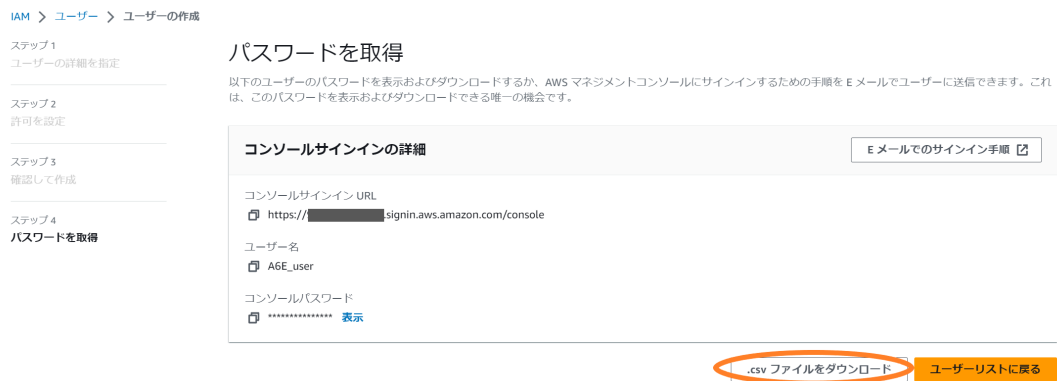 IAM > ユーザー > ユーザーの作成
ステップ 1
ユーザーの詳細を指定
ステップ 2
許可を設定
ステップ 3
確認して作成
ステップ 4
パスワードを取得
パスワードを取得
以下のユーザーのパスワードを表示およびダウンロードするか、AWS マネジメントコンソールにサインインするための手順を E メールでユーザーに送信できます。これ
は、このパスワードを表示およびダウンロードできる唯一の機会です。
コンソールサインインの詳細
E メールでのサインイン手順
コンソールサインイン URL
https://.signin.aws.amazon.com/console
ユーザー名
A6E_user
コンソールパスワード
*************** 表示
.csv ファイルをダウンロード
ユーザーリストに戻る